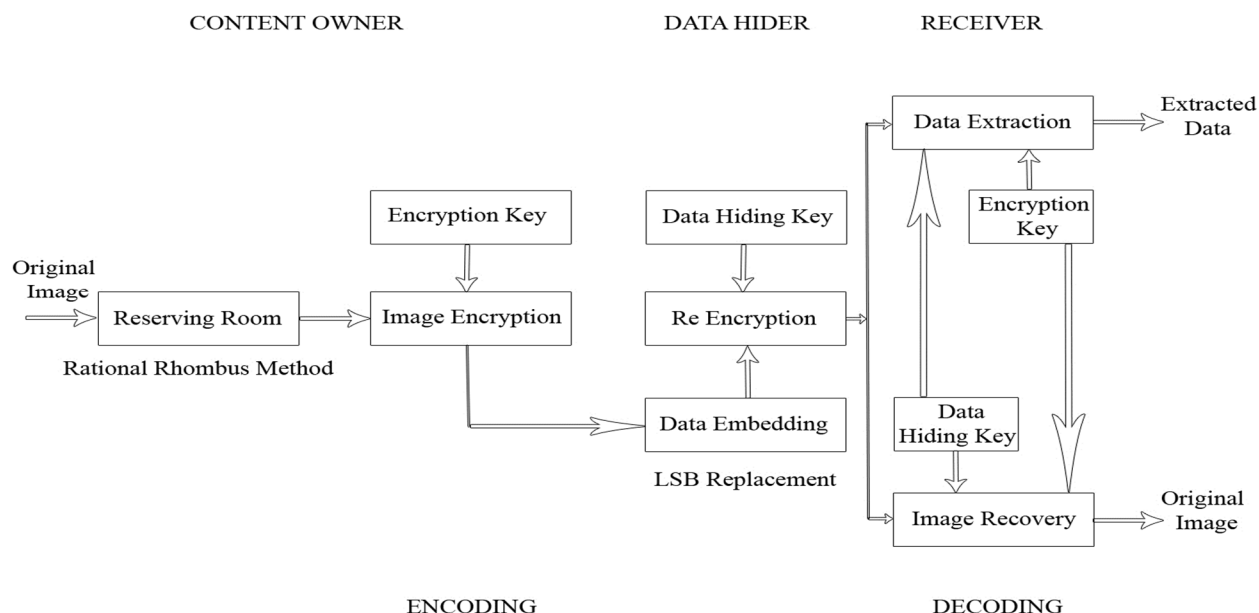 CONTENT OWNER
DATA HIDER
RECEIVER
Data Extraction
Extracted
Data
Encryption Key
Data Hiding Key
Encryption
Key
Original
Image
Reserving Room
Image Encryption
Re Encryption
Rational Rhombus Method
Data Embedding
Data
Hiding Key
LSB Replacement
Image Recovery
Original
Image
ENCODING
DECODING